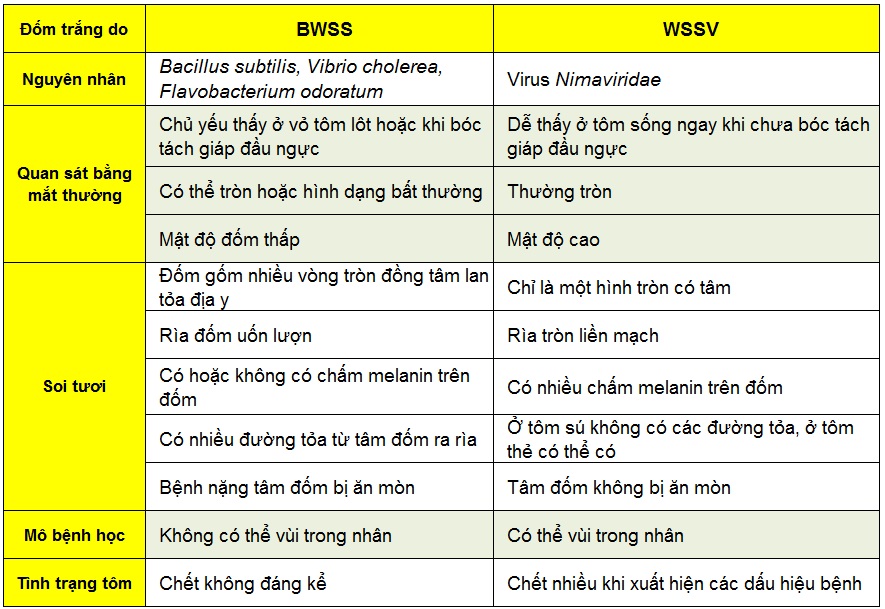 Đốm trắng do BWSS WSSV
Nguyên nhân
Bacillus subtilis, Vibrio cholerea,
Flavobacterium odoratum
Virus Nimaviridae
Quan sát bằng
mắt thường
Chủ yếu thấy ở vỏ tôm lôt hoặc khi bóc
tách giáp đầu ngực
Dễ thấy ở tôm sống ngay khi chưa bóc tách
giáp đầu ngực
Có thể tròn hoặc hình dạng bất thường
Thường tròn
Mật độ đốm thấp
Mật độ cao
Soi tươi
Đốm gốm nhiều vòng tròn đồng tâm lan
tỏa địa y
Chỉ là một hình tròn có tâm
Rìa đốm uốn lượn
Rìa tròn liền mạch
Có hoặc không có chấm melanin trên
đốm
Có nhiều chấm melanin trên đốm
Có nhiều đường tỏa từ tâm đốm ra rìa
Ở tôm sú không có các đường tỏa, ở tôm
thẻ có thể có
Bệnh nặng tâm đốm bị ăn mòn
Tâm đốm không bị ăn mòn
Mô bệnh học
Không có thể vùi trong nhân
Có thể vùi trong nhân
Tình trạng tôm
Chết không đáng kể
Chết nhiều khi xuất hiện các dấu hiệu bệnh